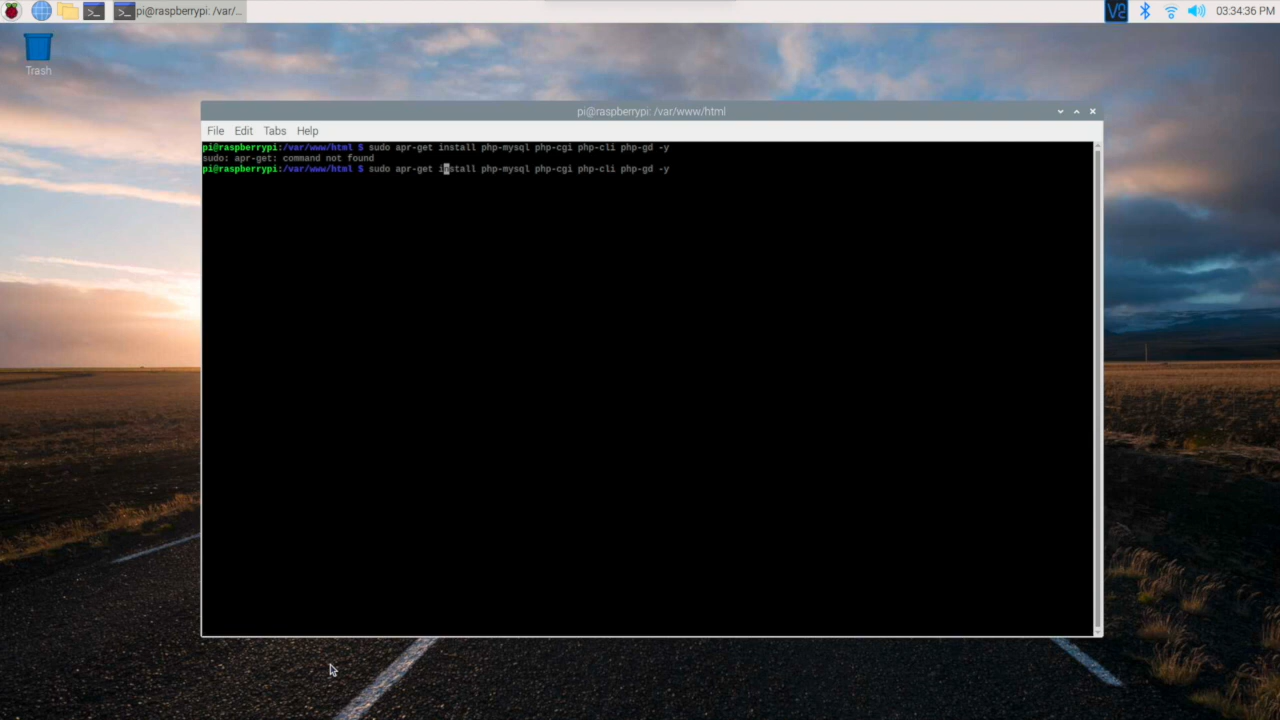 pi@raspberrypi: /var/...
VC
03:34:36 PM
Trash
pi@raspberrypi: /var/www/html
File Edit Tabs Help
pi@raspberrypi:/var/www/html $ sudo apr-get install php-mysql php-cgi php-cli php-gd -y
sudo: apr-get: command not found
pi@raspberrypi:/var/www/html $ sudo apr-get install php-mysql php-cgi php-cli php-gd -y